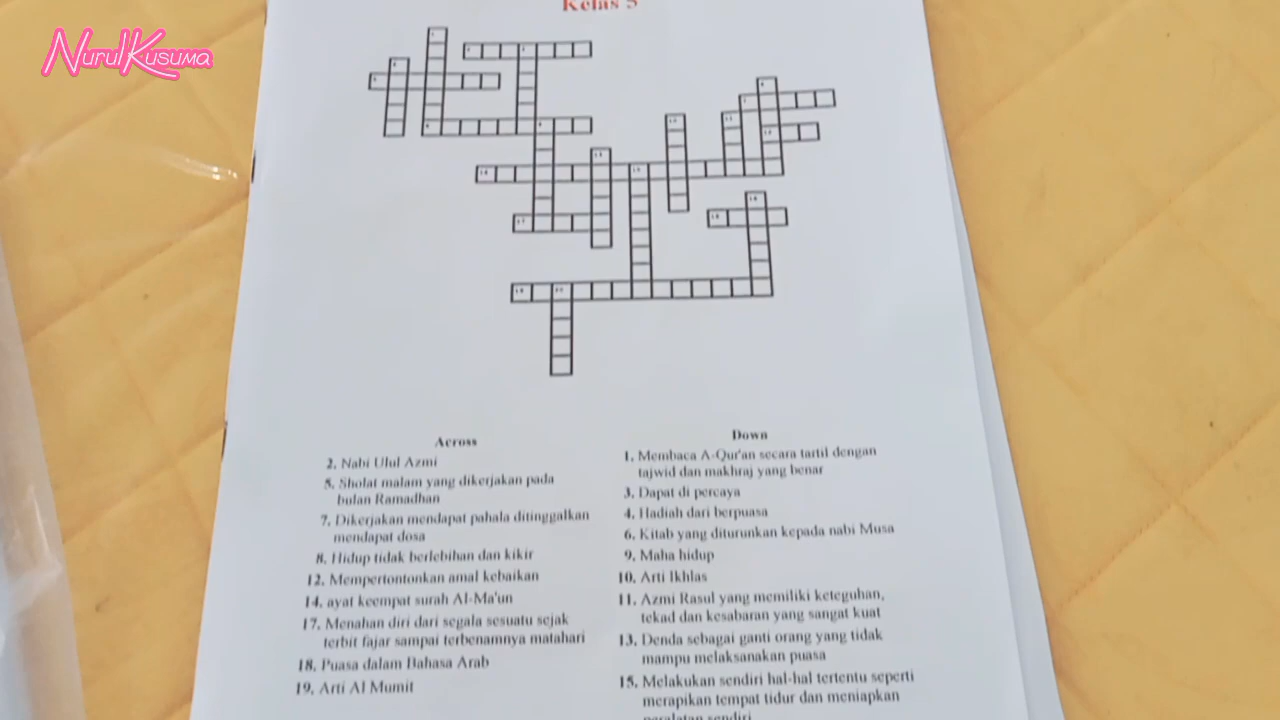 NurulKusuma
Kelas 5
Across
2. Nabi Ulul Azmi
5. Sholat malam yang dikerjakan pada
bulan Ramadhan
7. Dikerjakan mendapat pahala ditinggalkan
mendapat dosa
8. Hidup tidak berlebihan dan kikir
12. Mempertontonkan amal kebaikan
14. ayat keempat surah Al-Ma'un
17. Menahan diri dari segala sesuatu sejak
terbit fajar sampai terbenamnya matahari
18. Puasa dalam Bahasa Arab
19. Arti Al Mumit
Down
1. Membaca A-Qur'an secara tartil dengan
tajwid dan makhraj yang benar
3. Dapat di percaya
4. Hadiah dari berpuasa
6. Kitab yang diturunkan kepada nabi Musa
9. Maha hidup
10. Arti Ikhlas
11. Azmi Rasul yang memiliki keteguhan,
tekad dan kesabaran yang sangat kuat
13. Denda sebagai ganti orang yang tidak
mampu melaksanakan puasa
15. Melakukan sendiri hal-hal tertentu seperti
merapikan tempat tidur dan meniapkan
peralatan sendiri